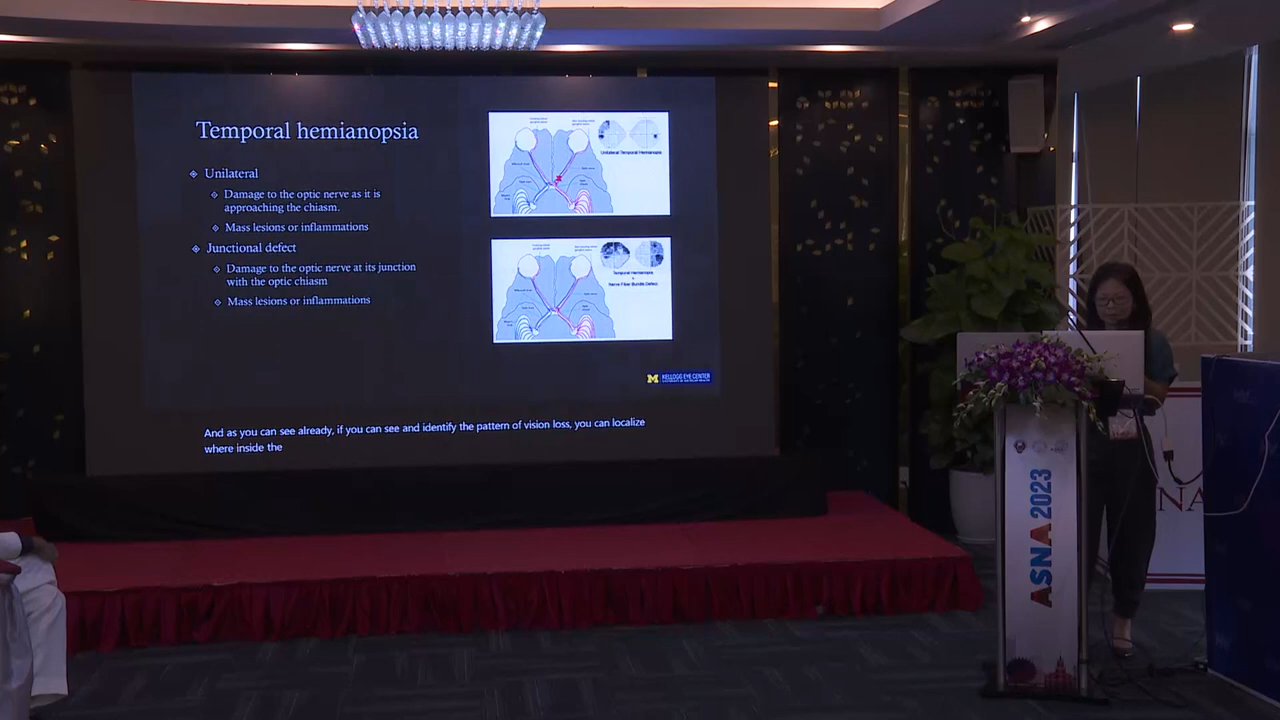 Temporal hemianopsia
Unilateral
Damage to the optic nerve as it is
approaching the chiasm.
Mass lesions or inflammations
Junctional defect
Damage to the optic nerve at its junction
with the optic chiasm
Mass lesions or inflammations
Unilateral Temporal Hemianopia
Temporal Hemianopia
+
Nerve Fiber Bundle Defect
M KELLOGG EYE CENTER
And as you can see already, if you can see and identify the pattern of vision loss, you can localize
where inside the
ASNA 2023
NA